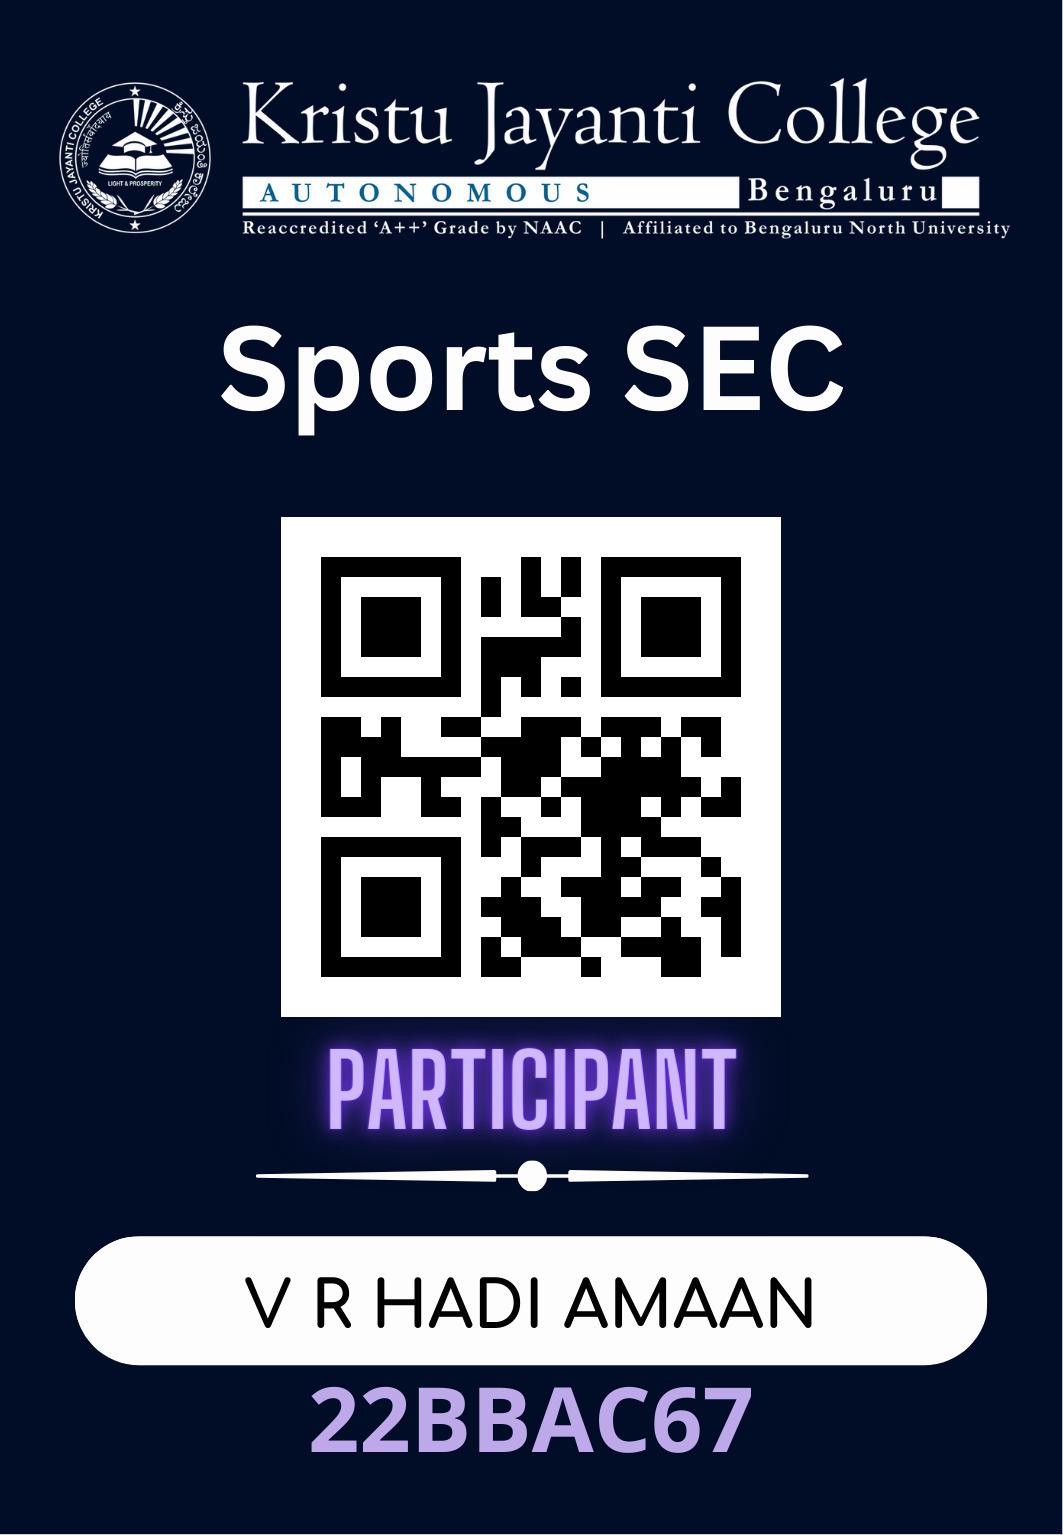 KRISTU JAYANTI COLLEGE
ಕ್ರಿಸ್ತು ಜಯಂತಿ ಕಾಲೇಜು
LIGHT & PROSPERITY
Kristu Jayanti College
AUTONOMOUS Bengaluru
Reaccredited ‘A++’ Grade by NAAC | Affiliated to Bengaluru North University
Sports SEC
PARTICIPANT
V R HADI AMAAN
22BBAC67